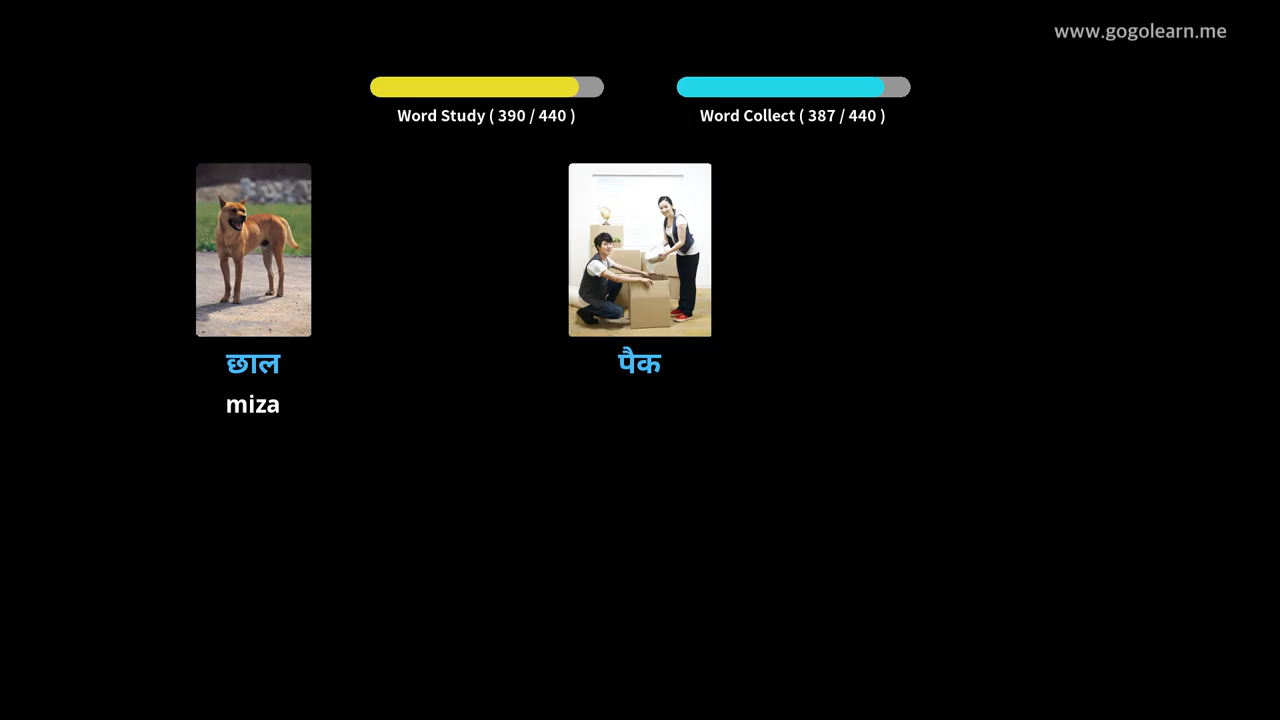 www.gogolearn.me
Word Study ( 390 / 440 )
Word Collect ( 387 / 440 )
छाल
पैक
miza